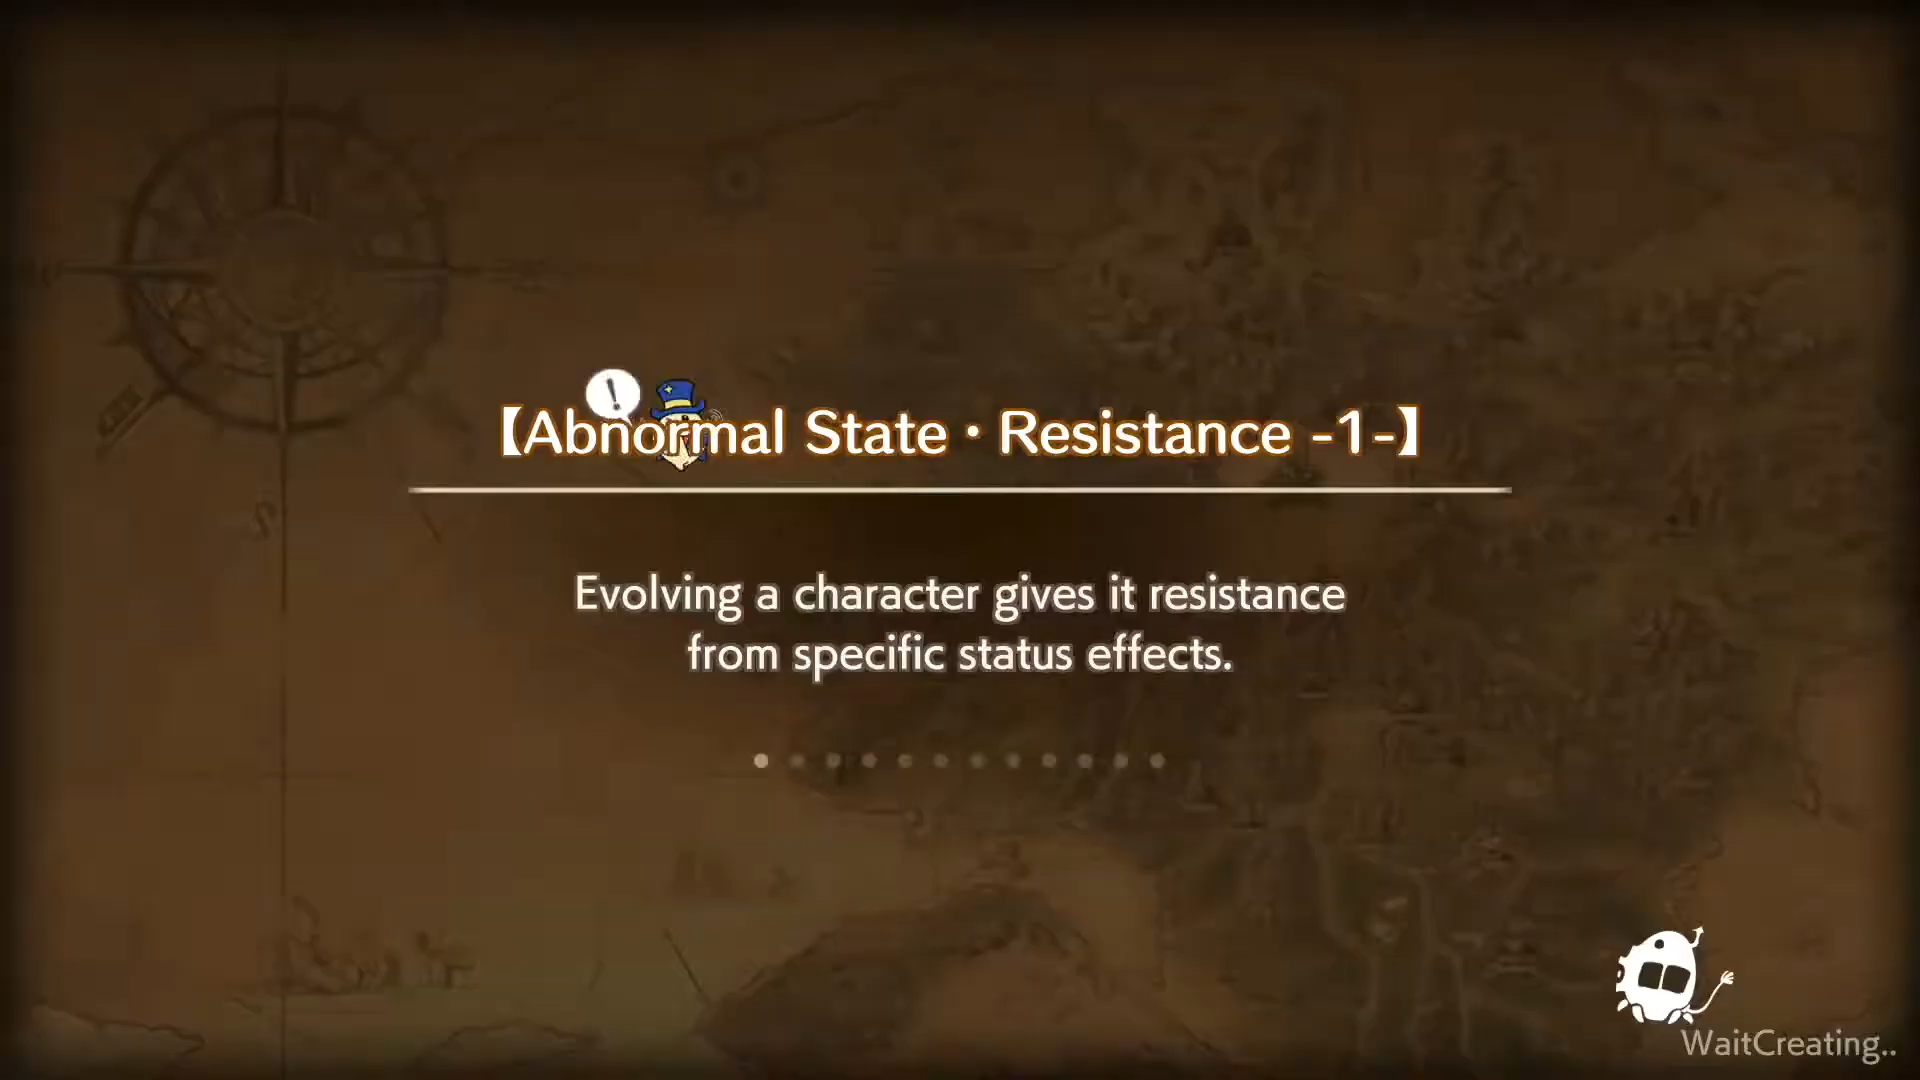 【Abnormal State・Resistance -1-】
Evolving a character gives it resistance
from specific status effects.
WaitCreating..